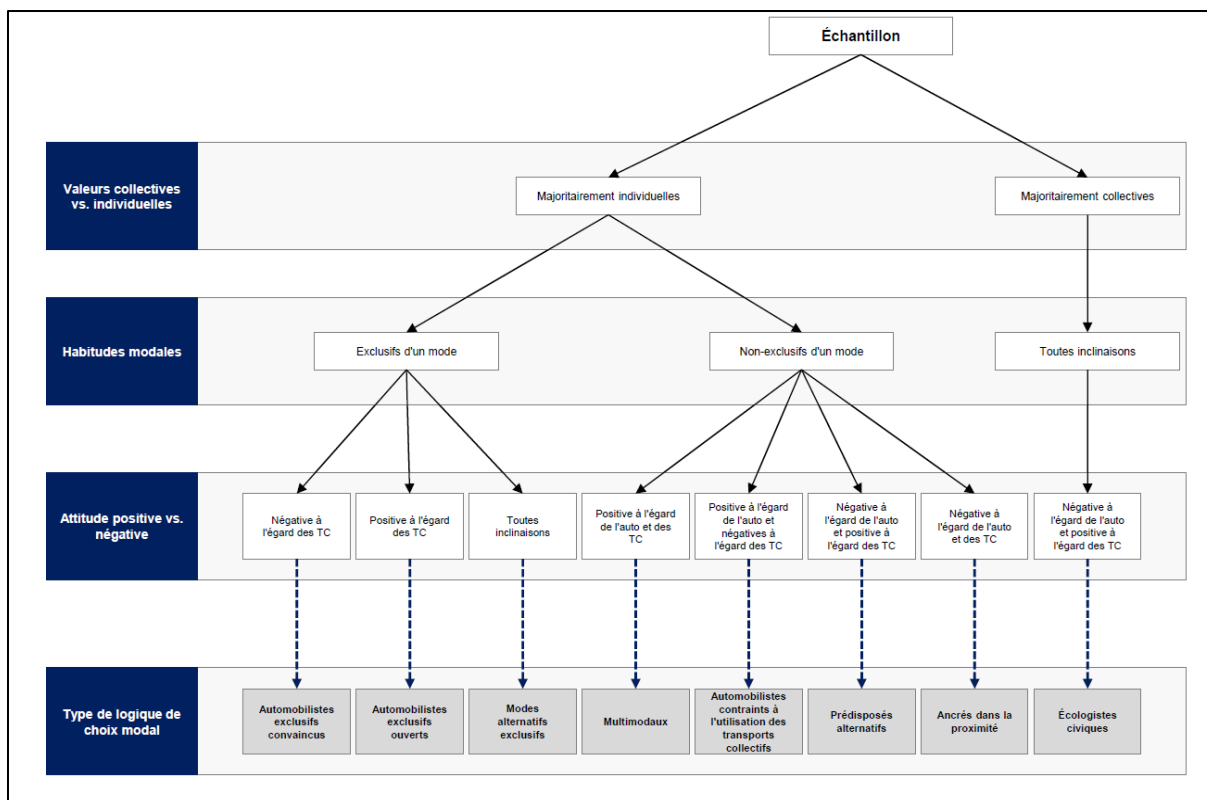 Échantillon
Valeurs collectives
vs. individuelles
Majoritairement individuelles
Majoritairement collectives
Habitudes modales
Exclusifs d'un mode
Non-exclusifs d'un mode
Toutes inclinaisons
Attitude positive vs.
négative
Négative à
l'égard des TC
Positive à l'égard
des TC
Toutes
inclinaisons
Positive à l'égard
de l'auto et des
TC
Positive à l'égard
de l'auto et
négatives à
l'égard des TC
Négative à
l'égard de l'auto
et positive à
l'égard des TC
Négative à
l'égard de l'auto
et des TC
Négative à
l'égard de l'auto
et positive à
l'égard des TC
Type de logique de
choix modal
Automobilistes
exclusifs
convaincus
Automobilistes
exclusifs
ouverts
Modes
alternatifs
exclusifs
Multimodaux
Automobilistes
contraints à
l'utilisation des
transports
collectifs
Prédisposés
alternatifs
Ancrés dans la
proximité
Écologistes
civiques